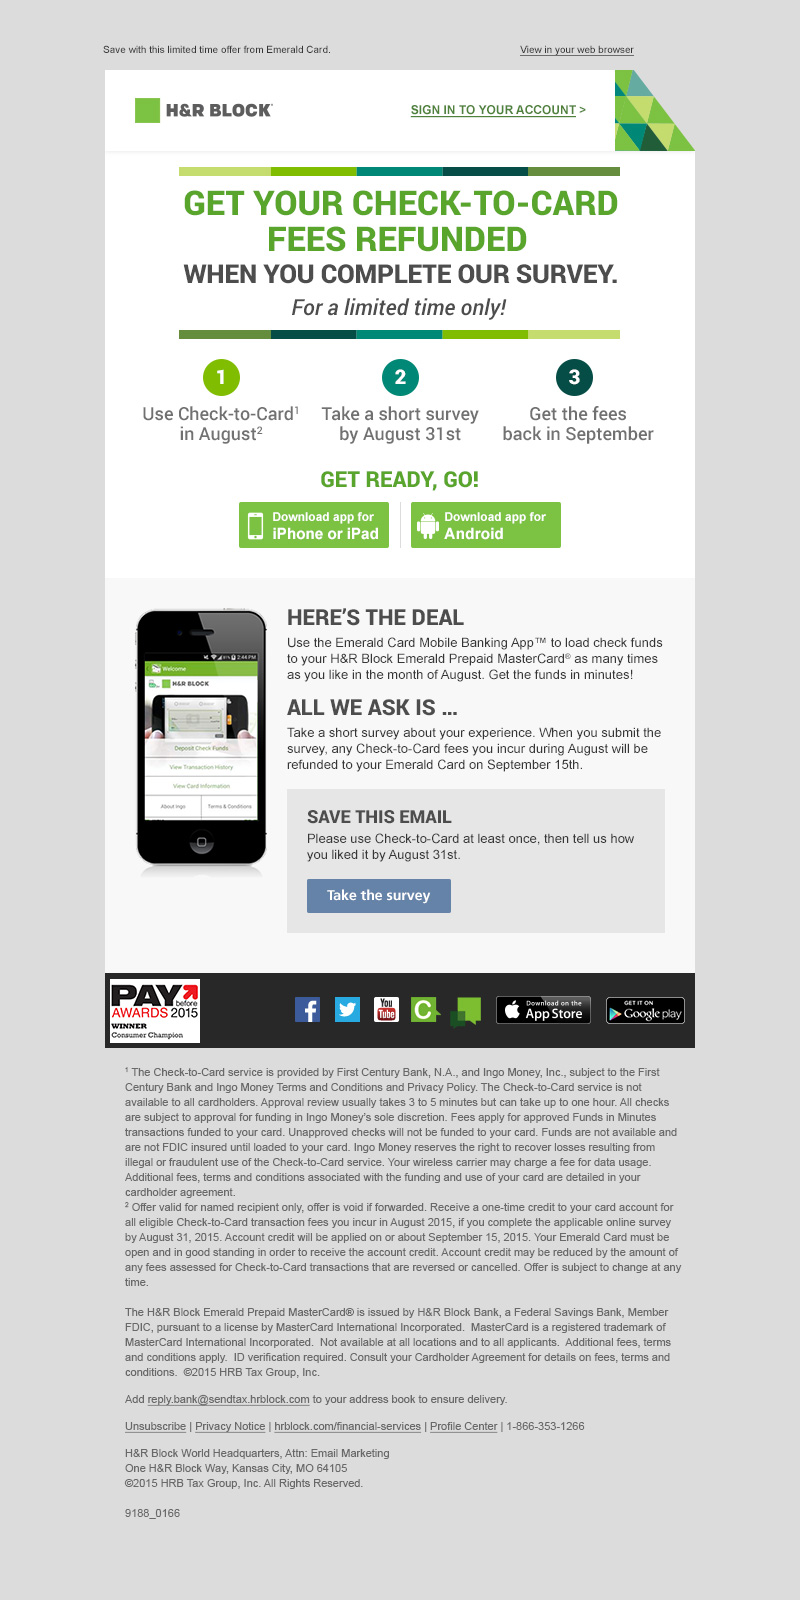 Save with this limited time offer from Emerald Card.
View in your web browser
H&R BLOCK
SIGN IN TO YOUR ACCOUNT >
GET YOUR CHECK-TO-CARD
FEES REFUNDED
WHEN YOU COMPLETE OUR SURVEY.
For a limited time only!
1
Use Check-to-Card¹
in August²
2
Take a short survey
by August 31st
3
Get the fees
back in September
GET READY, GO!
Download app for
iPhone or iPad
Download app for
Android
2:44 PM
Welcome
H&R BLOCK
Deposit Check Funds
View Transaction History
View Card Information
About Ingo
Terms & Conditions
HERE'S THE DEAL
Use the Emerald Card Mobile Banking App™ to load check funds
to your H&R Block Emerald Prepaid MasterCard® as many times
as you like in the month of August. Get the funds in minutes!
ALL WE ASK IS ...
Take a short survey about your experience. When you submit the
survey, any Check-to-Card fees you incur during August will be
refunded to your Emerald Card on September 15th.
SAVE THIS EMAIL
Please use Check-to-Card at least once, then tell us how
you liked it by August 31st.
Take the survey
PAY before
AWARDS 2015
WINNER
Consumer Champion
You
Tube
C
Download on the
App Store
GET IT ON
Google play
¹ The Check-to-Card service is provided by First Century Bank, N.A., and Ingo Money, Inc., subject to the First
Century Bank and Ingo Money Terms and Conditions and Privacy Policy. The Check-to-Card service is not
available to all cardholders. Approval review usually takes 3 to 5 minutes but can take up to one hour. All checks
are subject to approval for funding in Ingo Money's sole discretion. Fees apply for approved Funds in Minutes
transactions funded to your card. Unapproved checks will not be funded to your card. Funds are not available and
are not FDIC insured until loaded to your card. Ingo Money reserves the right to recover losses resulting from
illegal or fraudulent use of the Check-to-Card service. Your wireless carrier may charge a fee for data usage.
Additional fees, terms and conditions associated with the funding and use of your card are detailed in your
cardholder agreement.
² Offer valid for named recipient only, offer is void if forwarded. Receive a one-time credit to your card account for
all eligible Check-to-Card transaction fees you incur in August 2015, if you complete the applicable online survey
by August 31, 2015. Account credit will be applied on or about September 15, 2015. Your Emerald Card must be
open and in good standing in order to receive the account credit. Account credit may be reduced by the amount of
any fees assessed for Check-to-Card transactions that are reversed or cancelled. Offer is subject to change at any
time.
The H&R Block Emerald Prepaid MasterCard® is issued by H&R Block Bank, a Federal Savings Bank, Member
FDIC, pursuant to a license by MasterCard International Incorporated. MasterCard is a registered trademark of
MasterCard International Incorporated. Not available at all locations and to all applicants. Additional fees, terms
and conditions apply. ID verification required. Consult your Cardholder Agreement for details on fees, terms and
conditions. ©2015 HRB Tax Group, Inc.
Add reply.bank@sendtax.hrblock.com to your address book to ensure delivery.
Unsubscribe | Privacy Notice | hrblock.com/financial-services | Profile Center | 1-866-353-1266
H&R Block World Headquarters, Attn: Email Marketing
One H&R Block Way, Kansas City, MO 64105
©2015 HRB Tax Group, Inc. All Rights Reserved.
9188_0166